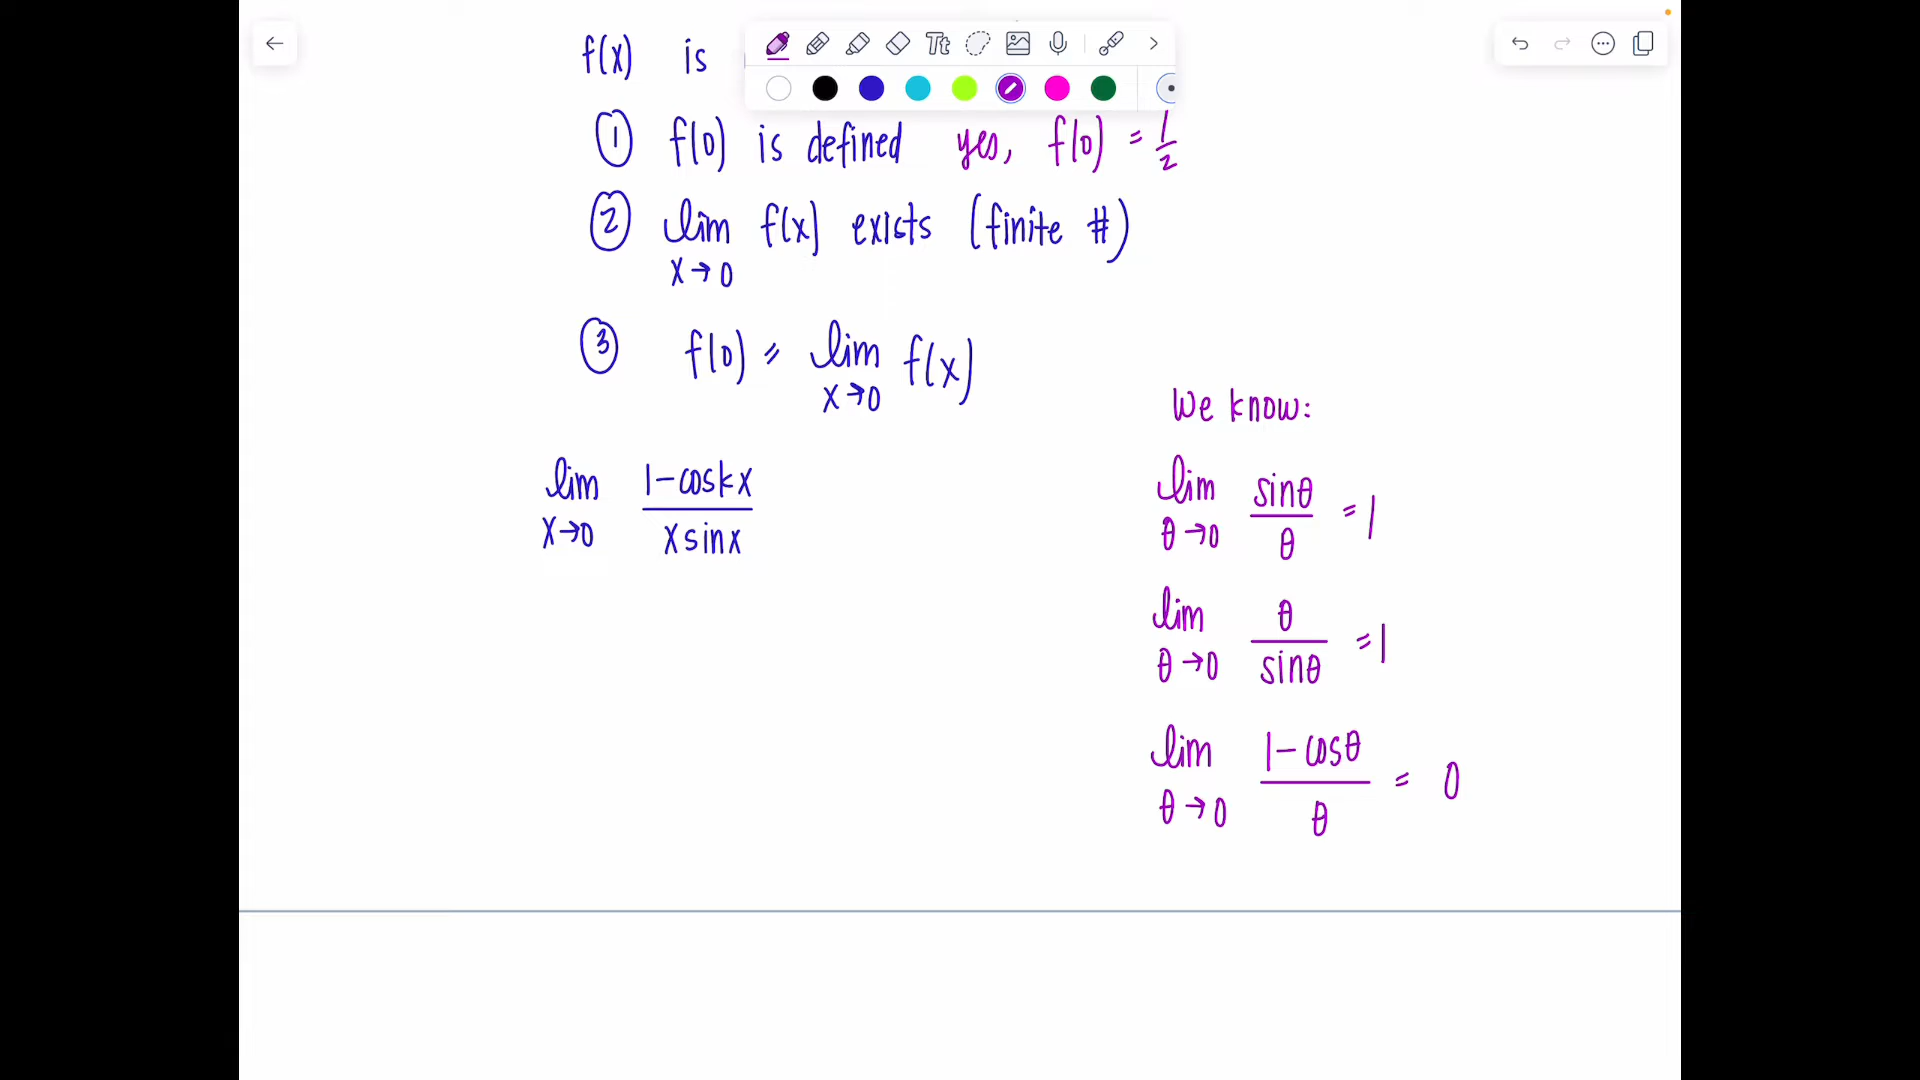 f(x) is
Tt
① f(0) is defined yes, f(0) = 1/2
② lim x→0 f(x) exists (finite #)
③ f(0) = lim x→0 f(x)
We know:
lim x→0 (1-coskx)/(xsinx)
lim θ→0 sinθ/θ = 1
lim θ→0 θ/sinθ = 1
lim θ→0 (1-cosθ)/θ = 0